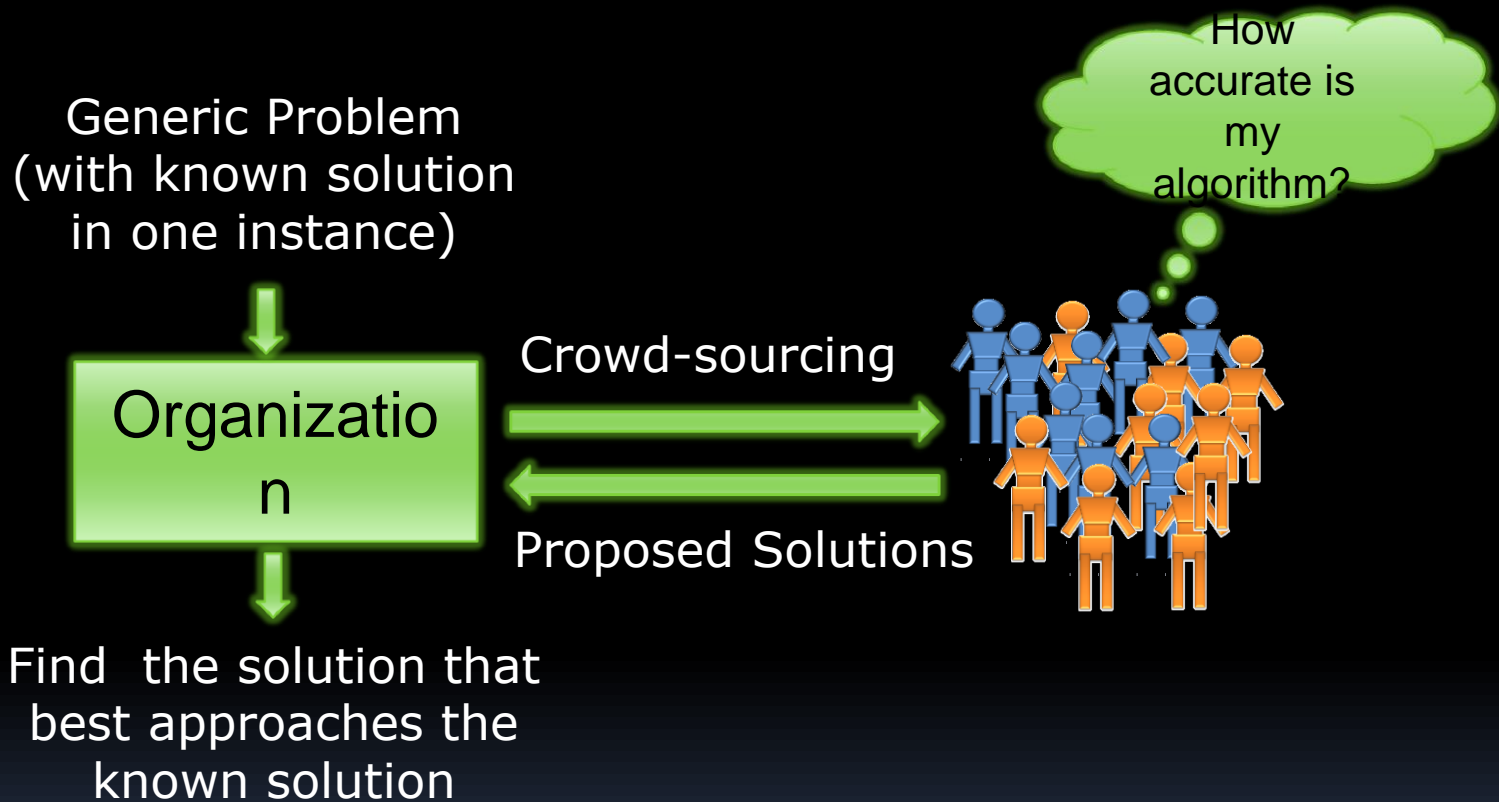 How
accurate is
my
algorithm?
Generic Problem
(with known solution
in one instance)
Crowd-sourcing
Organizatio
n
Proposed Solutions
Find  the solution that
best approaches the
known solution